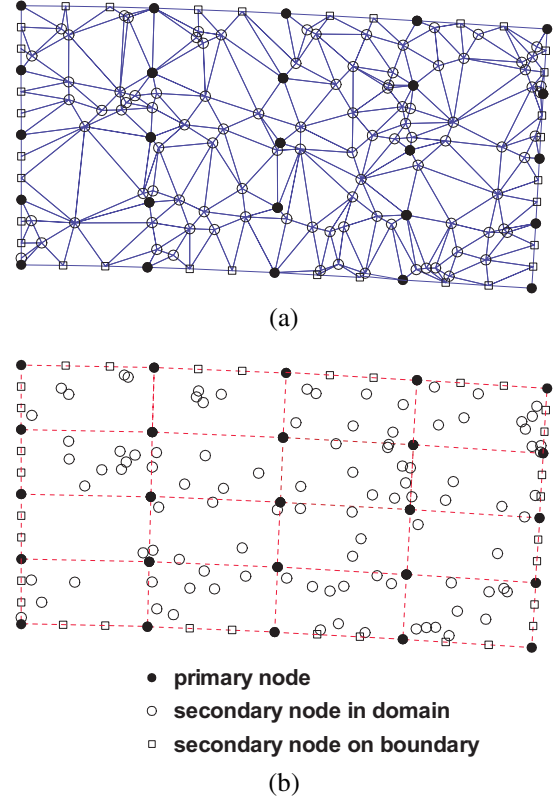 (a)
primary node
secondary node in domain
secondary node on boundary
(b)